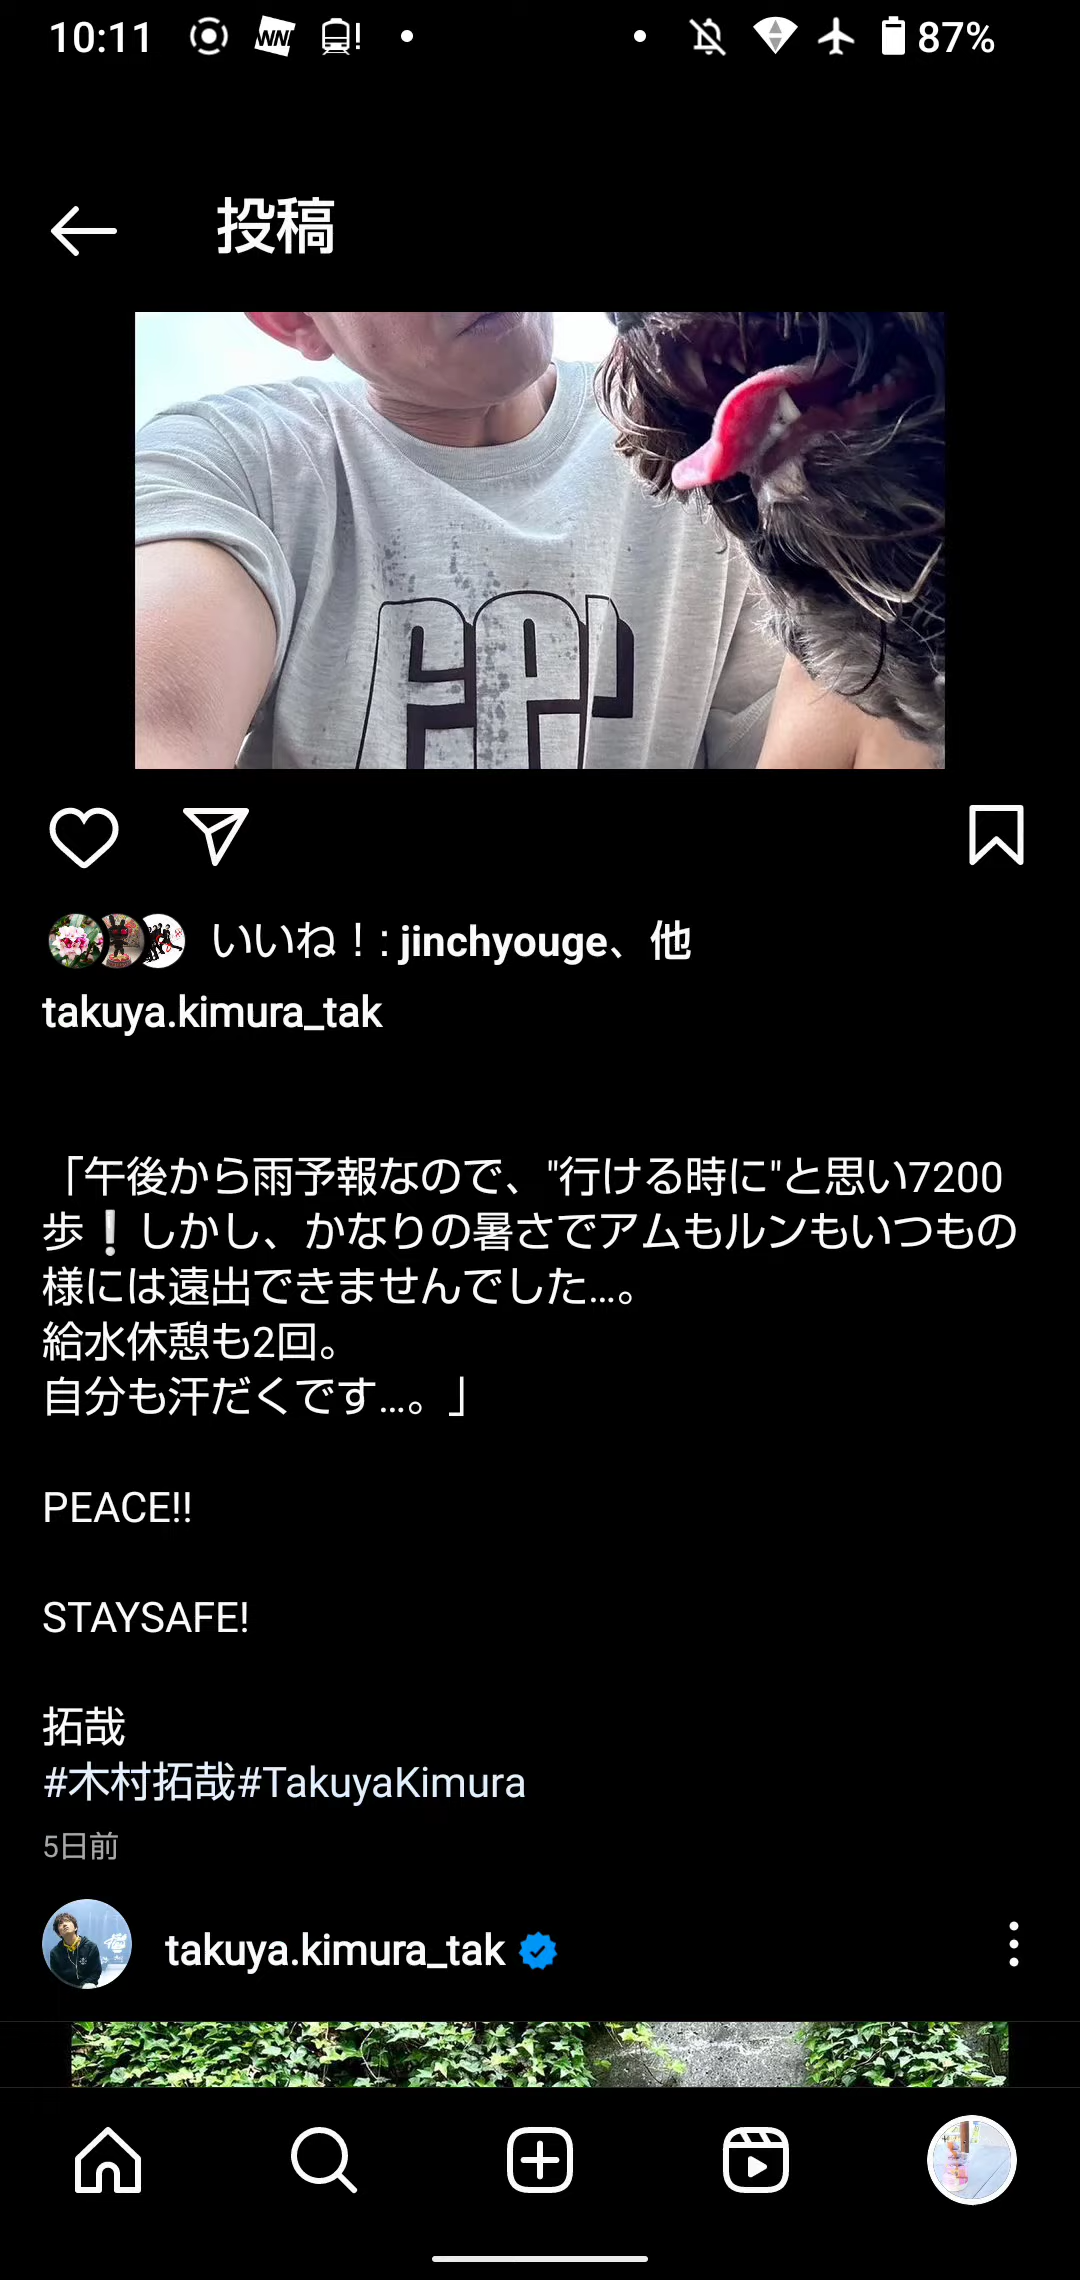 10:11 WNI ! 87%
投稿
FPI
いいね！: jinchyouge、他
takuya.kimura_tak
「午後から雨予報なので、"行ける時に"と思い7200
歩❕しかし、かなりの暑さでアムもルンもいつもの
様には遠出できませんでした...。
給水休憩も2回。
自分も汗だくです...。」
PEACE!!
STAYSAFE!
拓哉
#木村拓哉#TakuyaKimura
5日前
takuya.kimura_tak